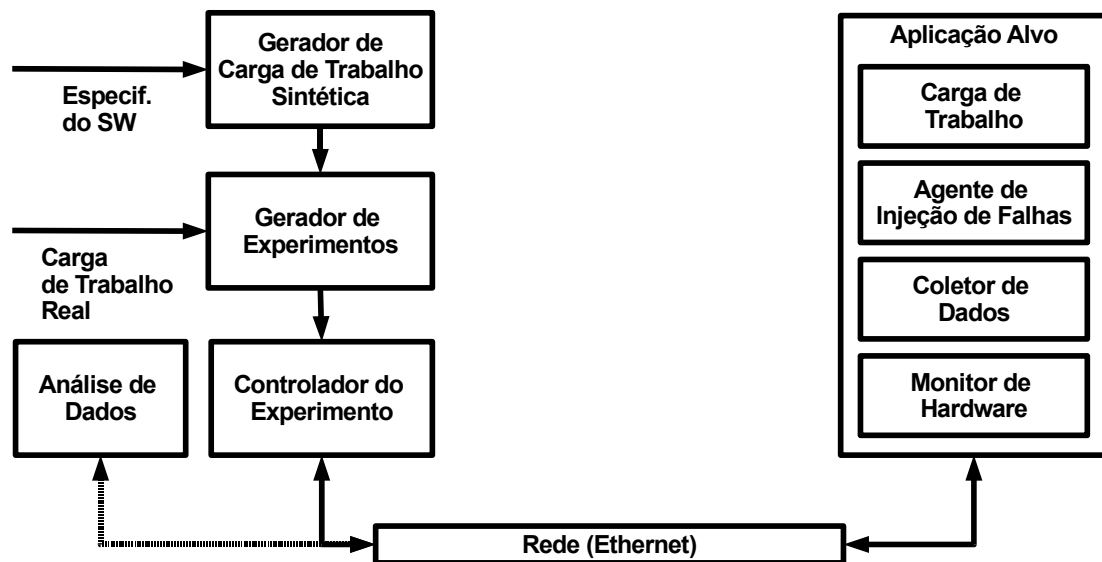 Gerador de
Carga de Trabalho
Sintética
Especif.
do SW
Gerador de
Experimentos
Carga
de Trabalho
Real
Análise de
Dados
Controlador do
Experimento
Rede (Ethernet)
Aplicação Alvo
Carga de
Trabalho
Agente de
Injeção de Falhas
Coletor de
Dados
Monitor de
Hardware